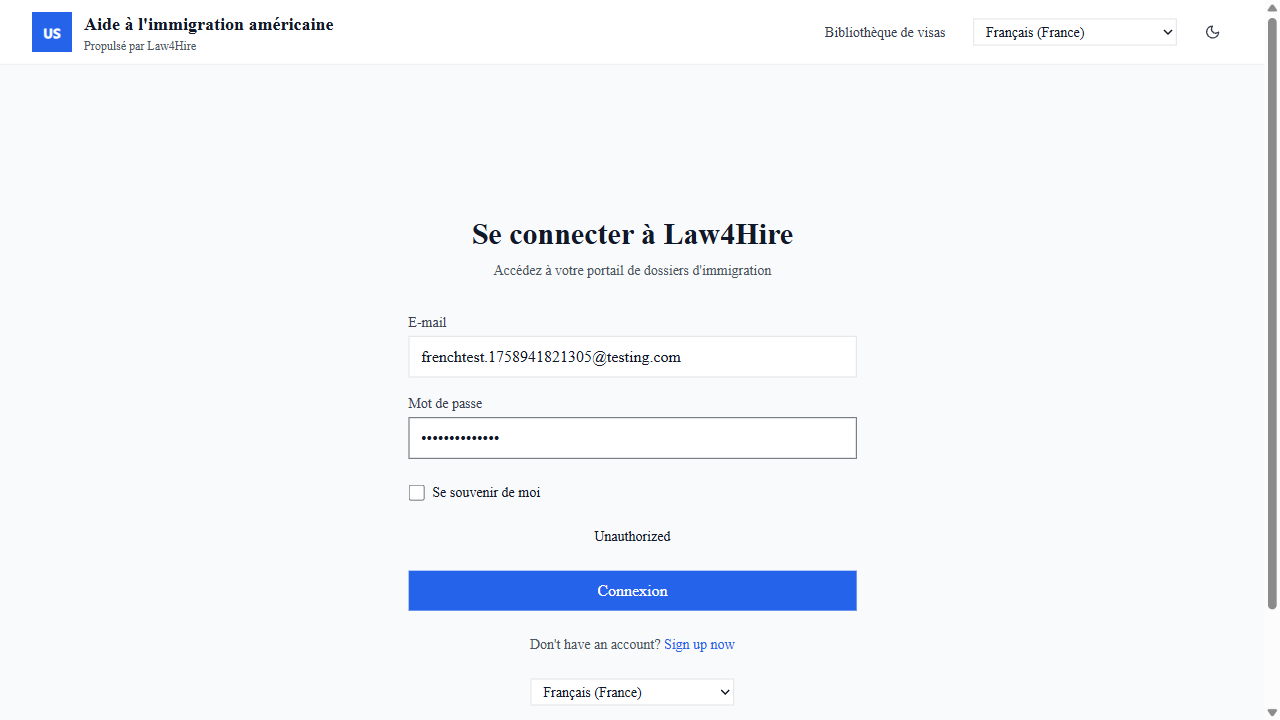 US
Aide à l'immigration américaine
Propulsé par Law4Hire
Bibliothèque de visas
Français (France)
Se connecter à Law4Hire
Accédez à votre portail de dossiers d'immigration
E-mail
frenchtest.1758941821305@testing.com
Mot de passe
••••••••••••••
Se souvenir de moi
Unauthorized
Connexion
Don't have an account? Sign up now
Français (France)